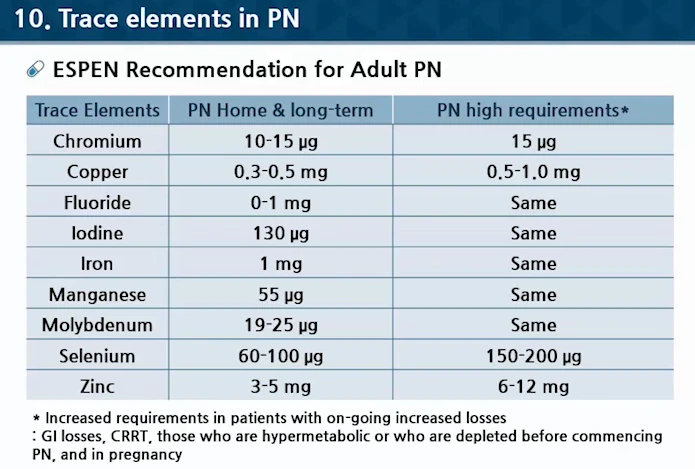 10. Trace elements in PN
ESPEN Recommendation for Adult PN
Trace Elements PN Home & long-term PN high requirements*
Chromium 10-15 µg 15 µg
Copper 0.3-0.5 mg 0.5-1.0 mg
Fluoride 0-1 mg Same
Iodine 130 µg Same
Iron 1 mg Same
Manganese 55 µg Same
Molybdenum 19-25 µg Same
Selenium 60-100 µg 150-200 µg
Zinc 3-5 mg 6-12 mg
* Increased requirements in patients with on-going increased losses
: GI losses, CRRT, those who are hypermetabolic or who are depleted before commencing
PN, and in pregnancy